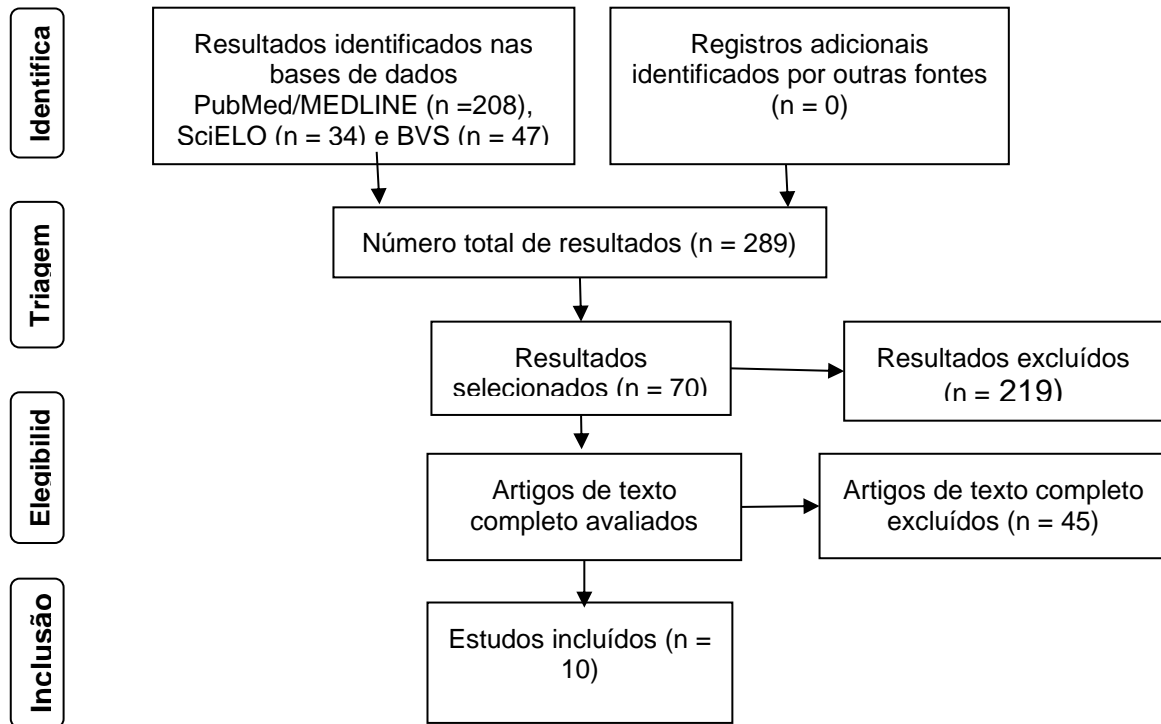 Identifica
Resultados identificados nas
bases de dados
PubMed/MEDLINE (n =208),
SciELO (n = 34) e BVS (n = 47)
Registros adicionais
identificados por outras fontes
(n = 0)
Triagem
Número total de resultados (n = 289)
Resultados
selecionados (n = 70)
Resultados excluídos
(n = 219)
Elegibilid
Artigos de texto
completo avaliados
Artigos de texto completo
excluídos (n = 45)
Inclusão
Estudos incluídos (n =
10)